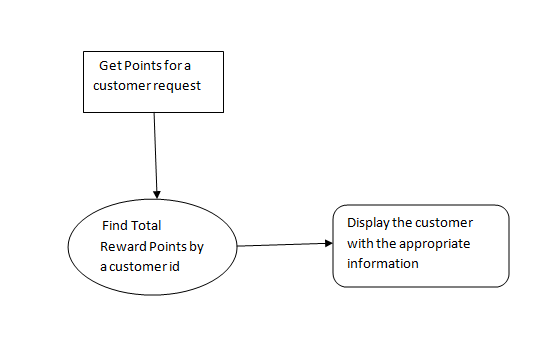 Get Points for a
customer request
Find Total
Reward Points by
a customer id
Display the customer
with the appropriate
information